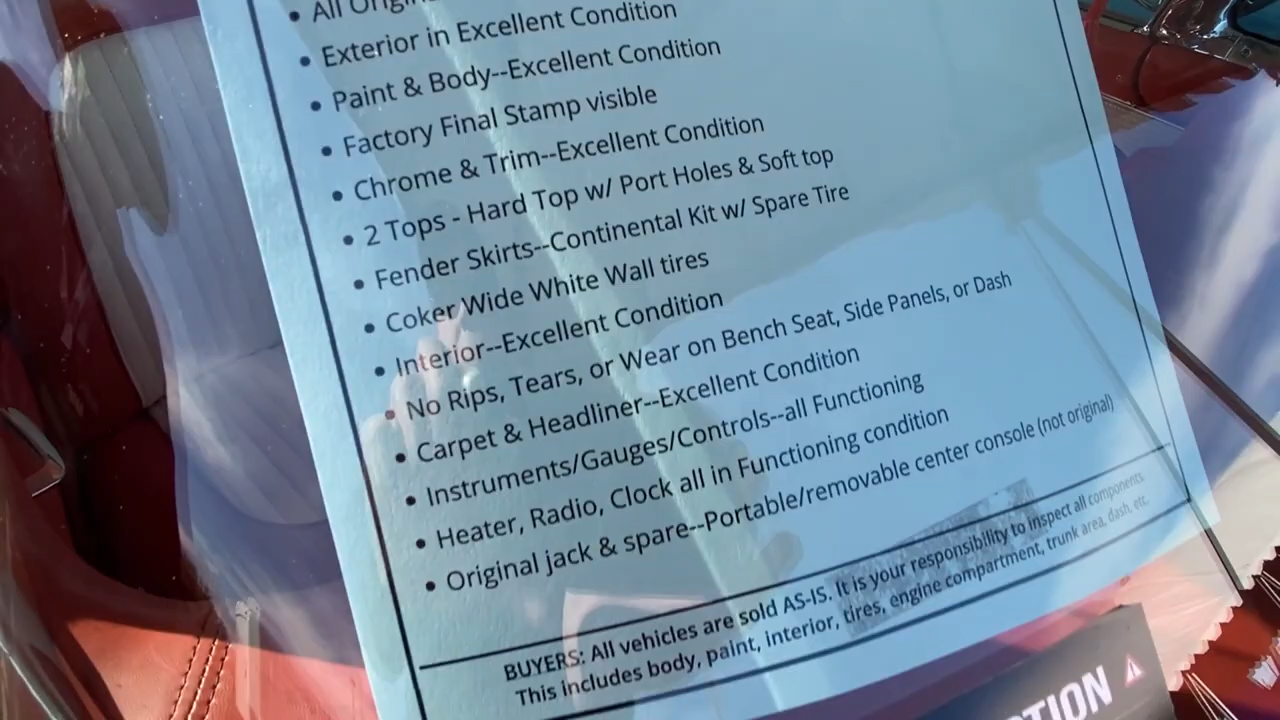 • All
• Exterior in Excellent Condition
• Paint & Body--Excellent Condition
• Factory Final Stamp visible
• Chrome & Trim--Excellent Condition
• 2 Tops - Hard Top w/ Port Holes & Soft top
• Fender Skirts--Continental Kit w/ Spare Tire
• Coker Wide White Wall tires
• Interior--Excellent Condition
• No Rips, Tears, or Wear on Bench Seat, Side Panels, or Dash
• Carpet & Headliner--Excellent Condition
• Instruments/Gauges/Controls--all Functioning
• Heater, Radio, Clock all in Functioning condition
• Original jack & spare--Portable/removable center console (not original)
BUYERS: All vehicles are sold AS-IS. It is your responsibility to inspect all components.
This includes body, paint, interior, tires, engine compartment, trunk area, dash, etc.